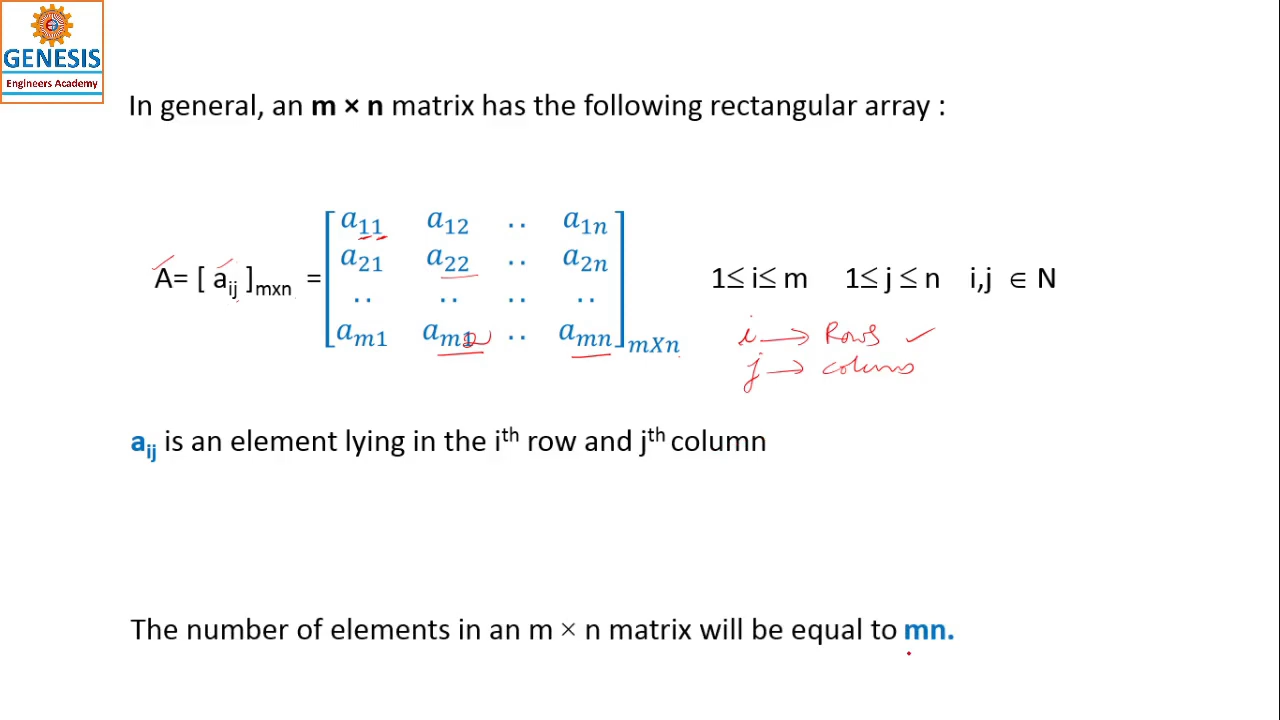 GENESIS
Engineers Academy
In general, an m × n matrix has the following rectangular array :
a11 a12 .. a1n
a21 a22 .. a2n
A= [ aij ]mxn = 1≤ i≤ m 1≤ j ≤ n i,j ∈ N
.. .. .. ..
am1 am12 .. amn mXn
i → Rows ✓
j → colums
aij is an element lying in the ith row and jth column
The number of elements in an m × n matrix will be equal to mn.